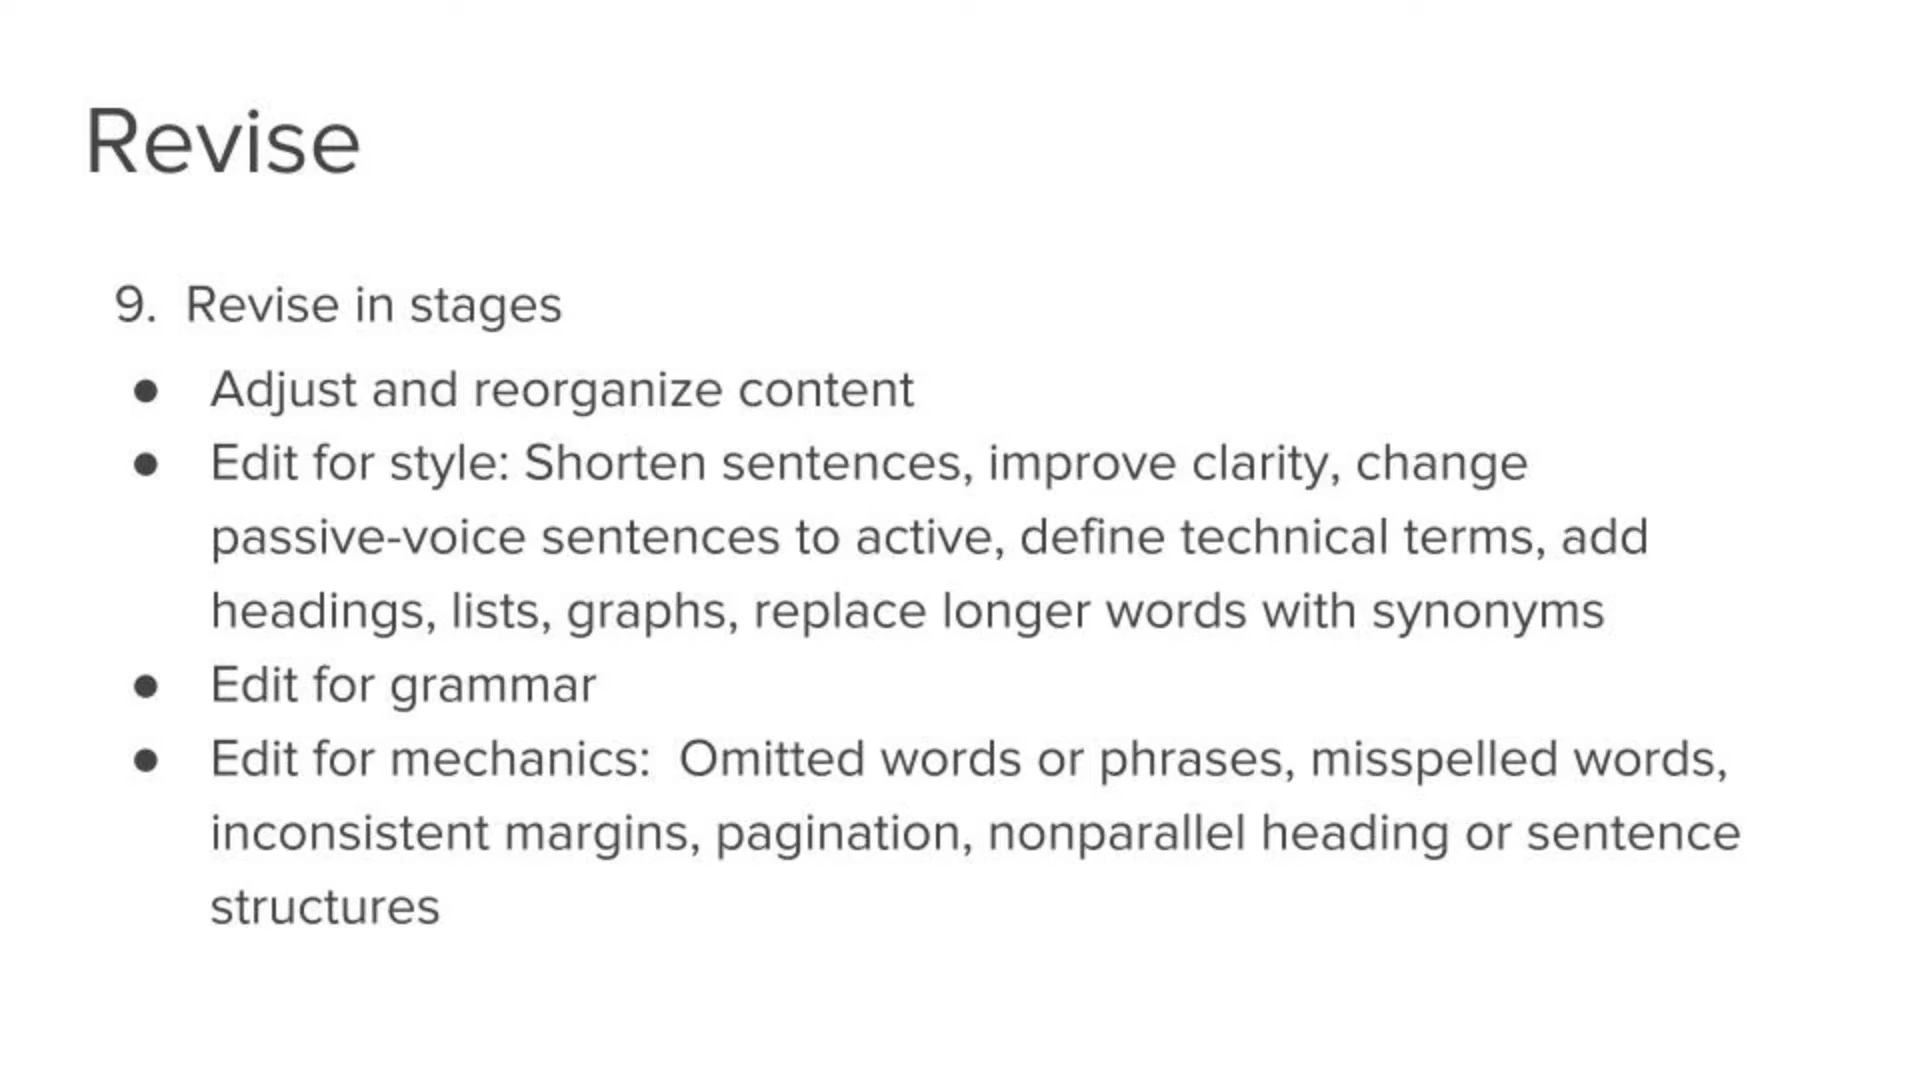 Revise
9. Revise in stages
● Adjust and reorganize content
● Edit for style: Shorten sentences, improve clarity, change
passive-voice sentences to active, define technical terms, add
headings, lists, graphs, replace longer words with synonyms
● Edit for grammar
● Edit for mechanics:  Omitted words or phrases, misspelled words,
inconsistent margins, pagination, nonparallel heading or sentence
structures